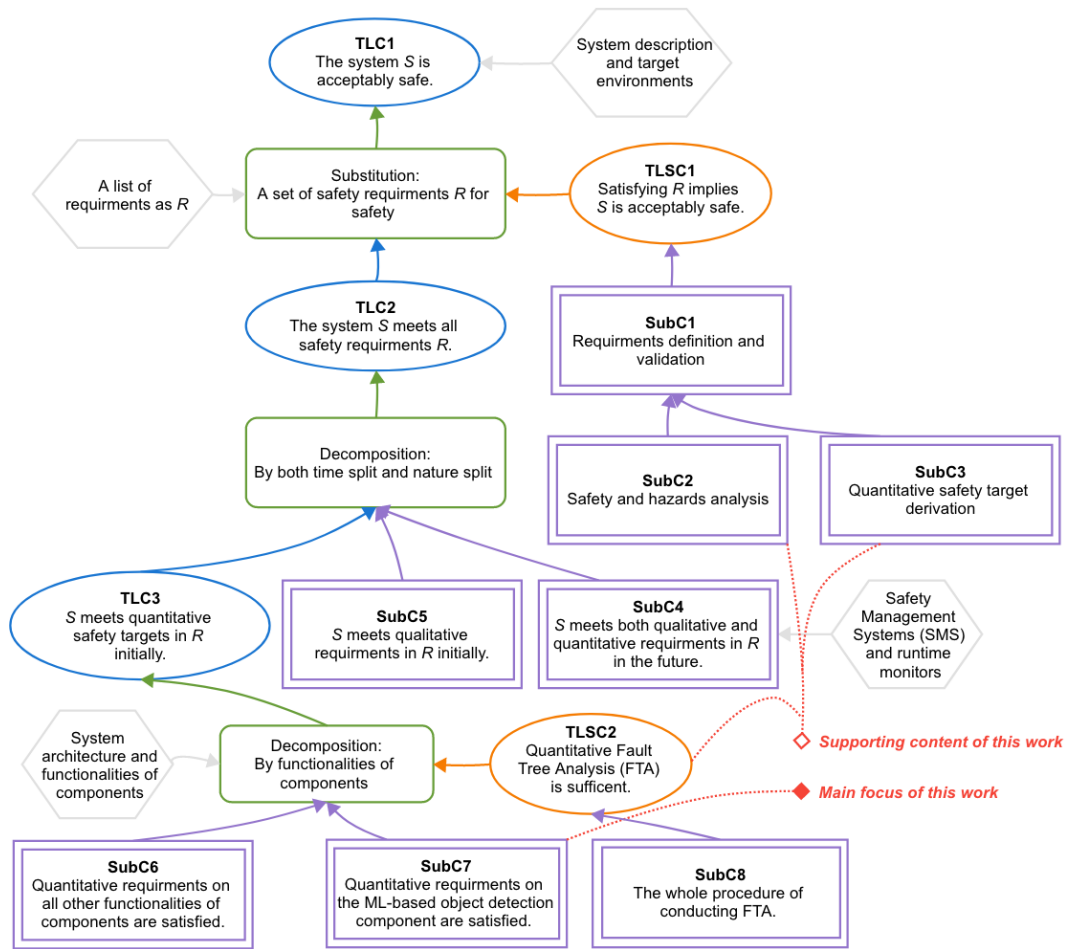 TLC1
The system S is
acceptably safe.
System description
and target
environments
A list of
requirments as R
Substitution:
A set of safety requirments R for
safety
TLSC1
Satisfying R implies
S is acceptably safe.
TLC2
The system S meets all
safety requirments R.
SubC1
Requirments definition and
validation
Decomposition:
By both time split and nature split
SubC2
Safety and hazards analysis
SubC3
Quantitative safety target
derivation
TLC3
S meets quantitative
safety targets in R
initially.
SubC5
S meets qualitative
requirments in R initially.
SubC4
S meets both qualitative and
quantitative requirments in R
in the future.
Safety
Management
Systems (SMS)
and runtime
monitors
System
architecture and
functionalities of
components
Decomposition:
By functionalities of
components
TLSC2
Quantitative Fault
Tree Analysis (FTA)
is sufficent.
Supporting content of this work
Main focus of this work
SubC6
Quantitative requirments on
all other functionalities of
components are satisfied.
SubC7
Quantitative requirments on
the ML-based object detection
component are satisfied.
SubC8
The whole procedure of
conducting FTA.